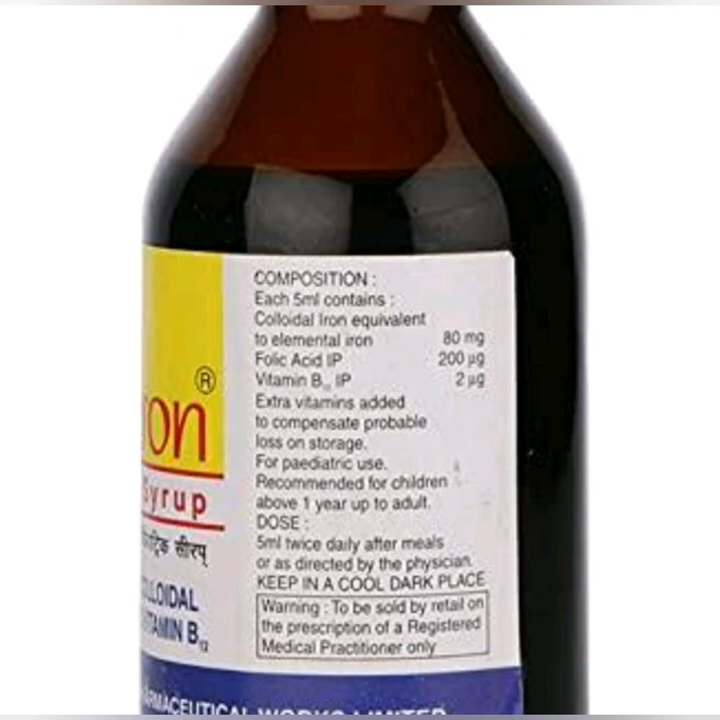 COMPOSITION :
Each 5ml contains :
Colloidal Iron equivalent
to elemental iron 80 mg
Folic Acid IP 200 µg
Vitamin B₁₂ IP 2 µg
Extra vitamins added
to compensate probable
loss on storage.
For paediatric use.
Recommended for children
above 1 year up to adult.
DOSE :
5ml twice daily after meals
or as directed by the physician.
KEEP IN A COOL DARK PLACE
Warning : To be sold by retail on
the prescription of a Registered
Medical Practitioner only
®
ron
Syrup
सीरप्
OLLOIDAL
ITAMIN B₁₂
ARMACEUTICAL WORKS LIMITED